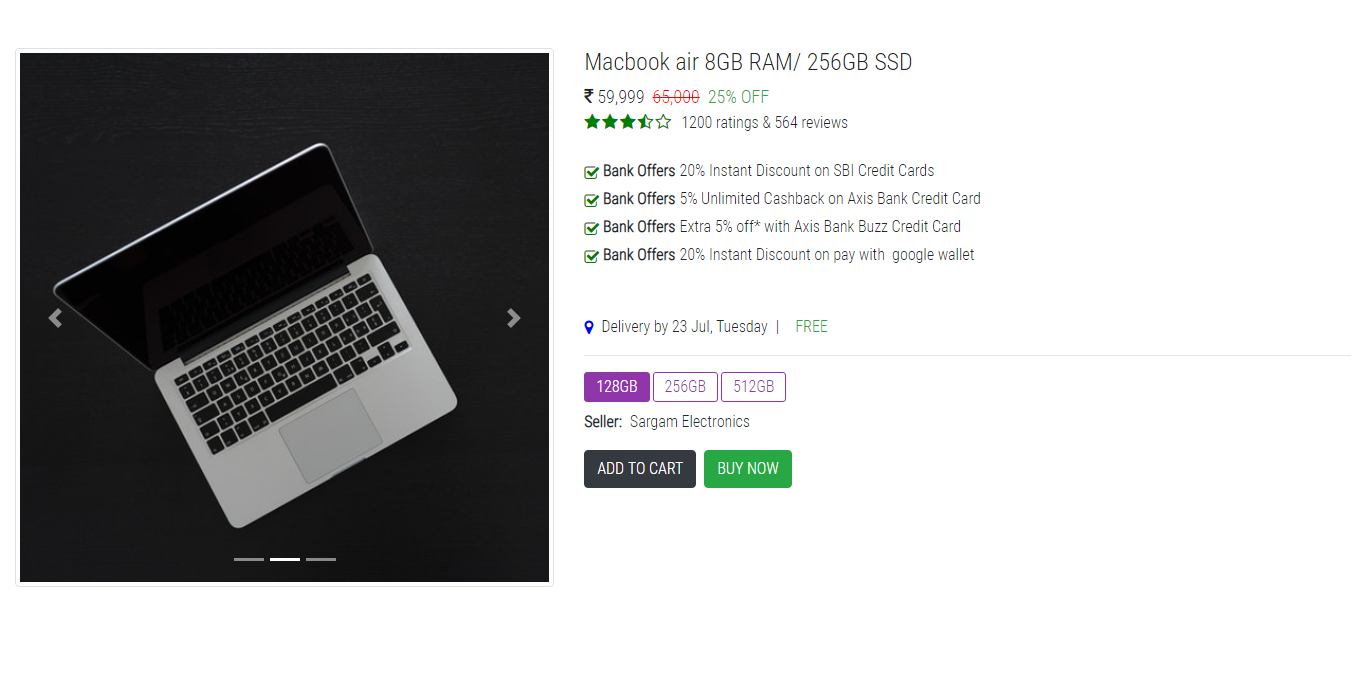 Macbook air 8GB RAM/ 256GB SSD
₹ 59,999 65,000 25% OFF
1200 ratings & 564 reviews
Bank Offers 20% Instant Discount on SBI Credit Cards
Bank Offers 5% Unlimited Cashback on Axis Bank Credit Card
Bank Offers Extra 5% off* with Axis Bank Buzz Credit Card
Bank Offers 20% Instant Discount on pay with google wallet
Delivery by 23 Jul, Tuesday | FREE
128GB 256GB 512GB
Seller: Sargam Electronics
ADD TO CART BUY NOW